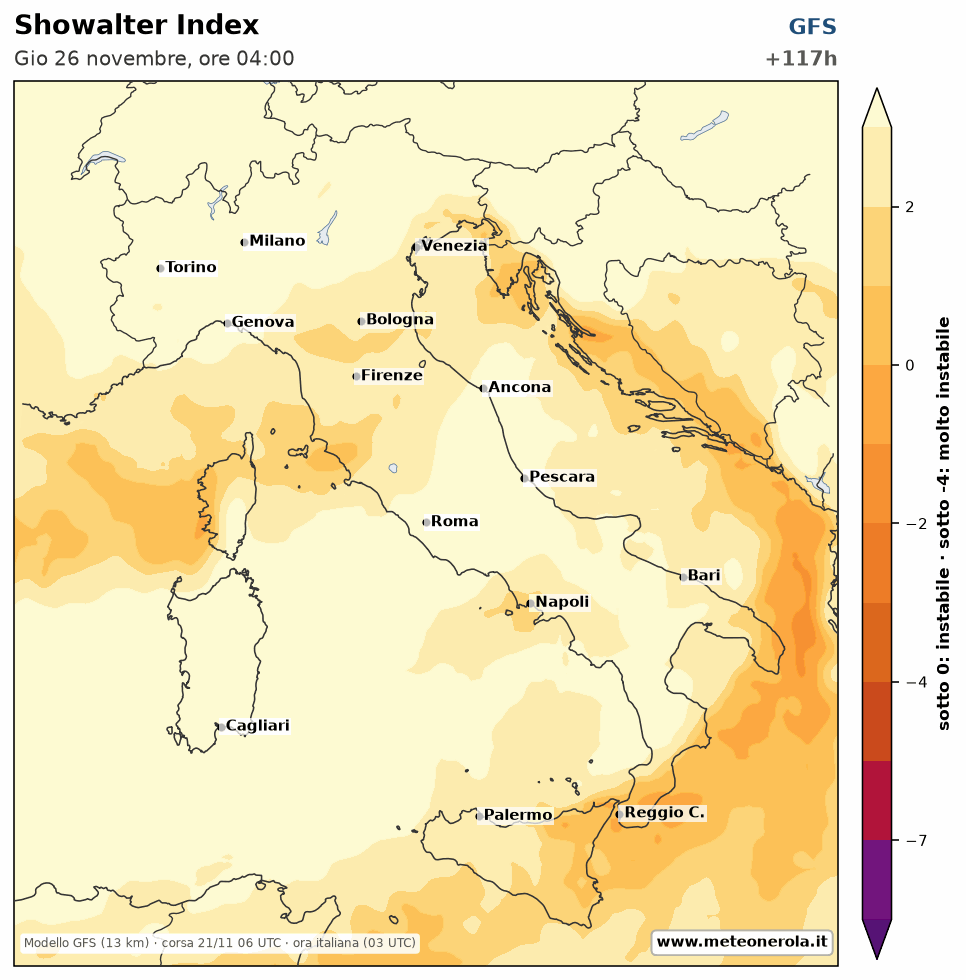 Showalter Index
GFS
Gio 26 novembre, ore 04:00
+117h
Milano
Venezia
Torino
Genova
Bologna
Firenze
Ancona
Pescara
Roma
Bari
Napoli
Cagliari
Palermo
Reggio C.
2
0
−2
−4
−7
sotto 0: instabile · sotto -4: molto instabile
Modello GFS (13 km) · corsa 21/11 06 UTC · ora italiana (03 UTC)
www.meteonerola.it